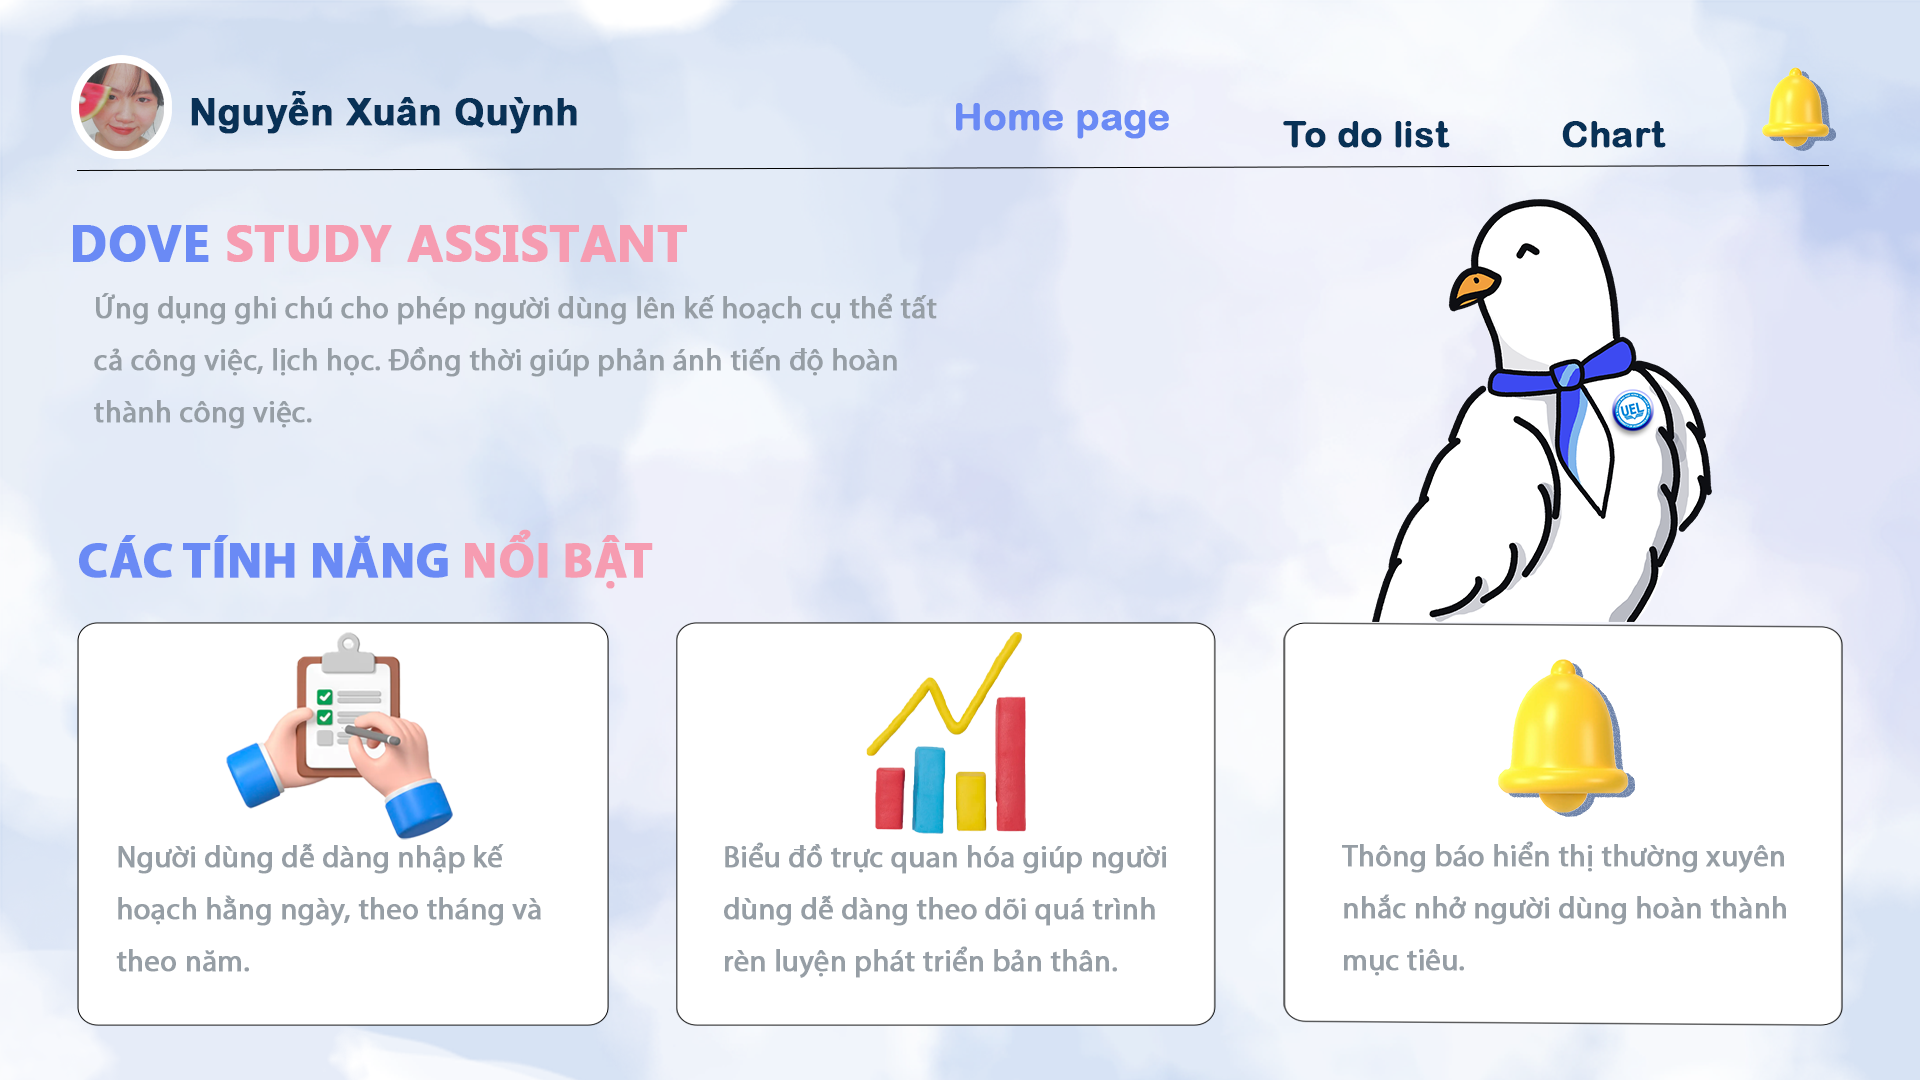 Nguyễn Xuân Quỳnh
Home page
To do list
Chart
DOVE STUDY ASSISTANT
Ứng dụng ghi chú cho phép người dùng lên kế hoạch cụ thể tất
cả công việc, lịch học. Đồng thời giúp phản ánh tiến độ hoàn
thành công việc.
UEL
CÁC TÍNH NĂNG NỔI BẬT
Người dùng dễ dàng nhập kế
hoạch hằng ngày, theo tháng và
theo năm.
Biểu đồ trực quan hóa giúp người
dùng dễ dàng theo dõi quá trình
rèn luyện phát triển bản thân.
Thông báo hiển thị thường xuyên
nhắc nhở người dùng hoàn thành
mục tiêu.